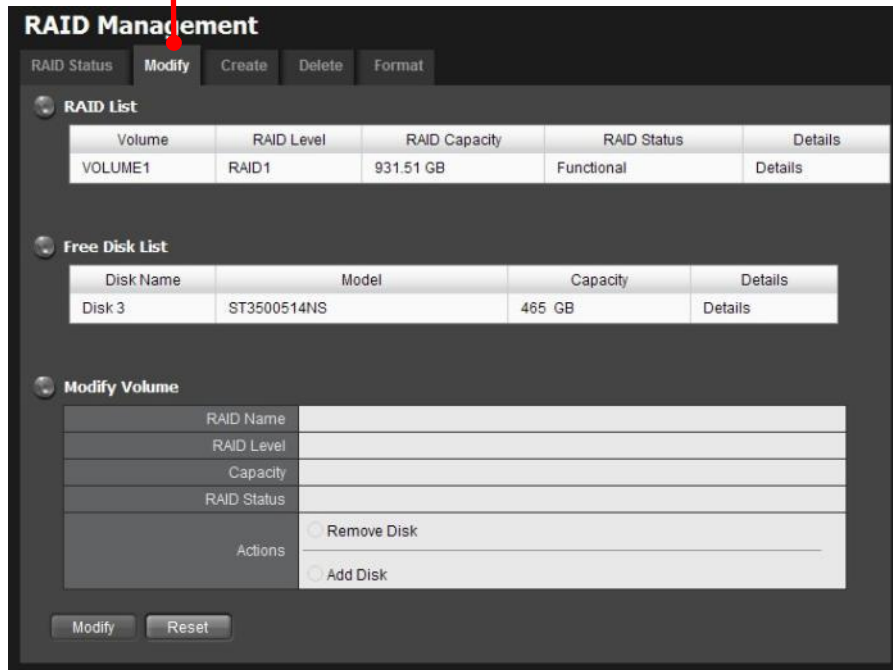 RAID Management
RAID Status Modify Create Delete Format
RAID List
Volume RAID Level RAID Capacity RAID Status Details
VOLUME1 RAID1 931.51 GB Functional Details
Free Disk List
Disk Name Model Capacity Details
Disk 3 ST3500514NS 465 GB Details
Modify Volume
RAID Name
RAID Level
Capacity
RAID Status
Actions
Remove Disk
Add Disk
Modify Reset